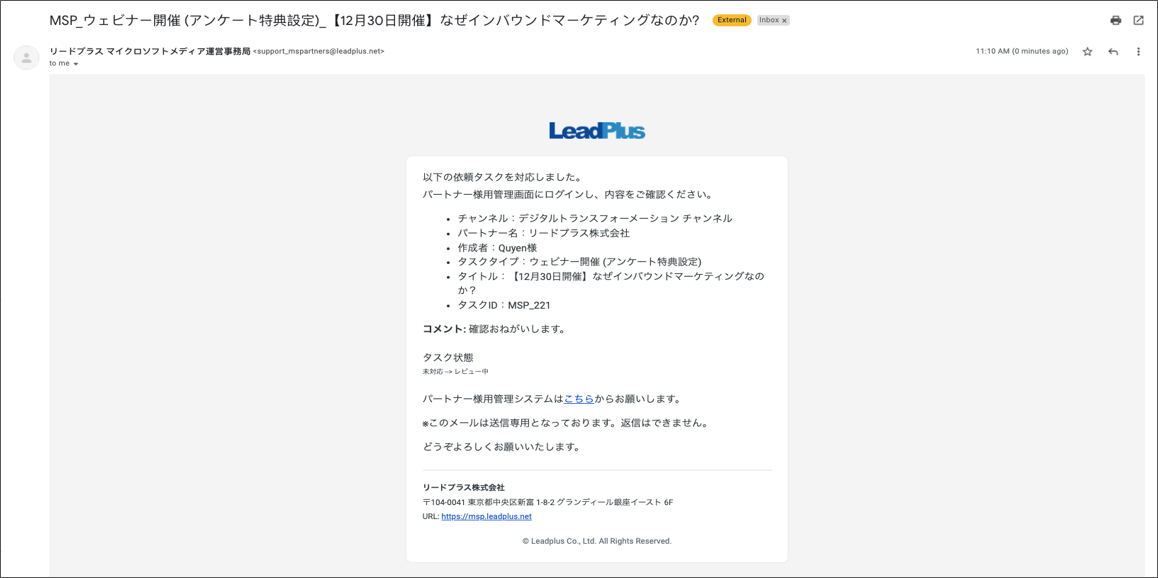 MSP_ウェビナー開催 (アンケート特典設定)_【12月30日開催】なぜインバウンドマーケティングなのか?
External
Inbox ×
リードプラス マイクロソフトメディア運営事務局 <support_mspartners@leadplus.net>
11:10 AM (0 minutes ago)
to me
LeadPlus
以下の依頼タスクを対応しました。
パートナー様用管理画面にログインし、内容をご確認ください。
• チャンネル：デジタルトランスフォーメーション チャンネル
• パートナー名：リードプラス株式会社
• 作成者：Quyen様
• タスクタイプ：ウェビナー開催 (アンケート特典設定)
• タイトル：【12月30日開催】なぜインバウンドマーケティングなの
か？
• タスクID：MSP_221
コメント: 確認おねがいします。
タスク状態
未対応 --> レビュー中
パートナー様用管理システムはこちらからお願いします。
※このメールは送信専用となっております。返信はできません。
どうぞよろしくお願いいたします。
リードプラス株式会社
〒104-0041 東京都中央区新富 1-8-2 グランディール銀座イースト 6F
URL: https://msp.leadplus.net
© Leadplus Co., Ltd. All Rights Reserved.